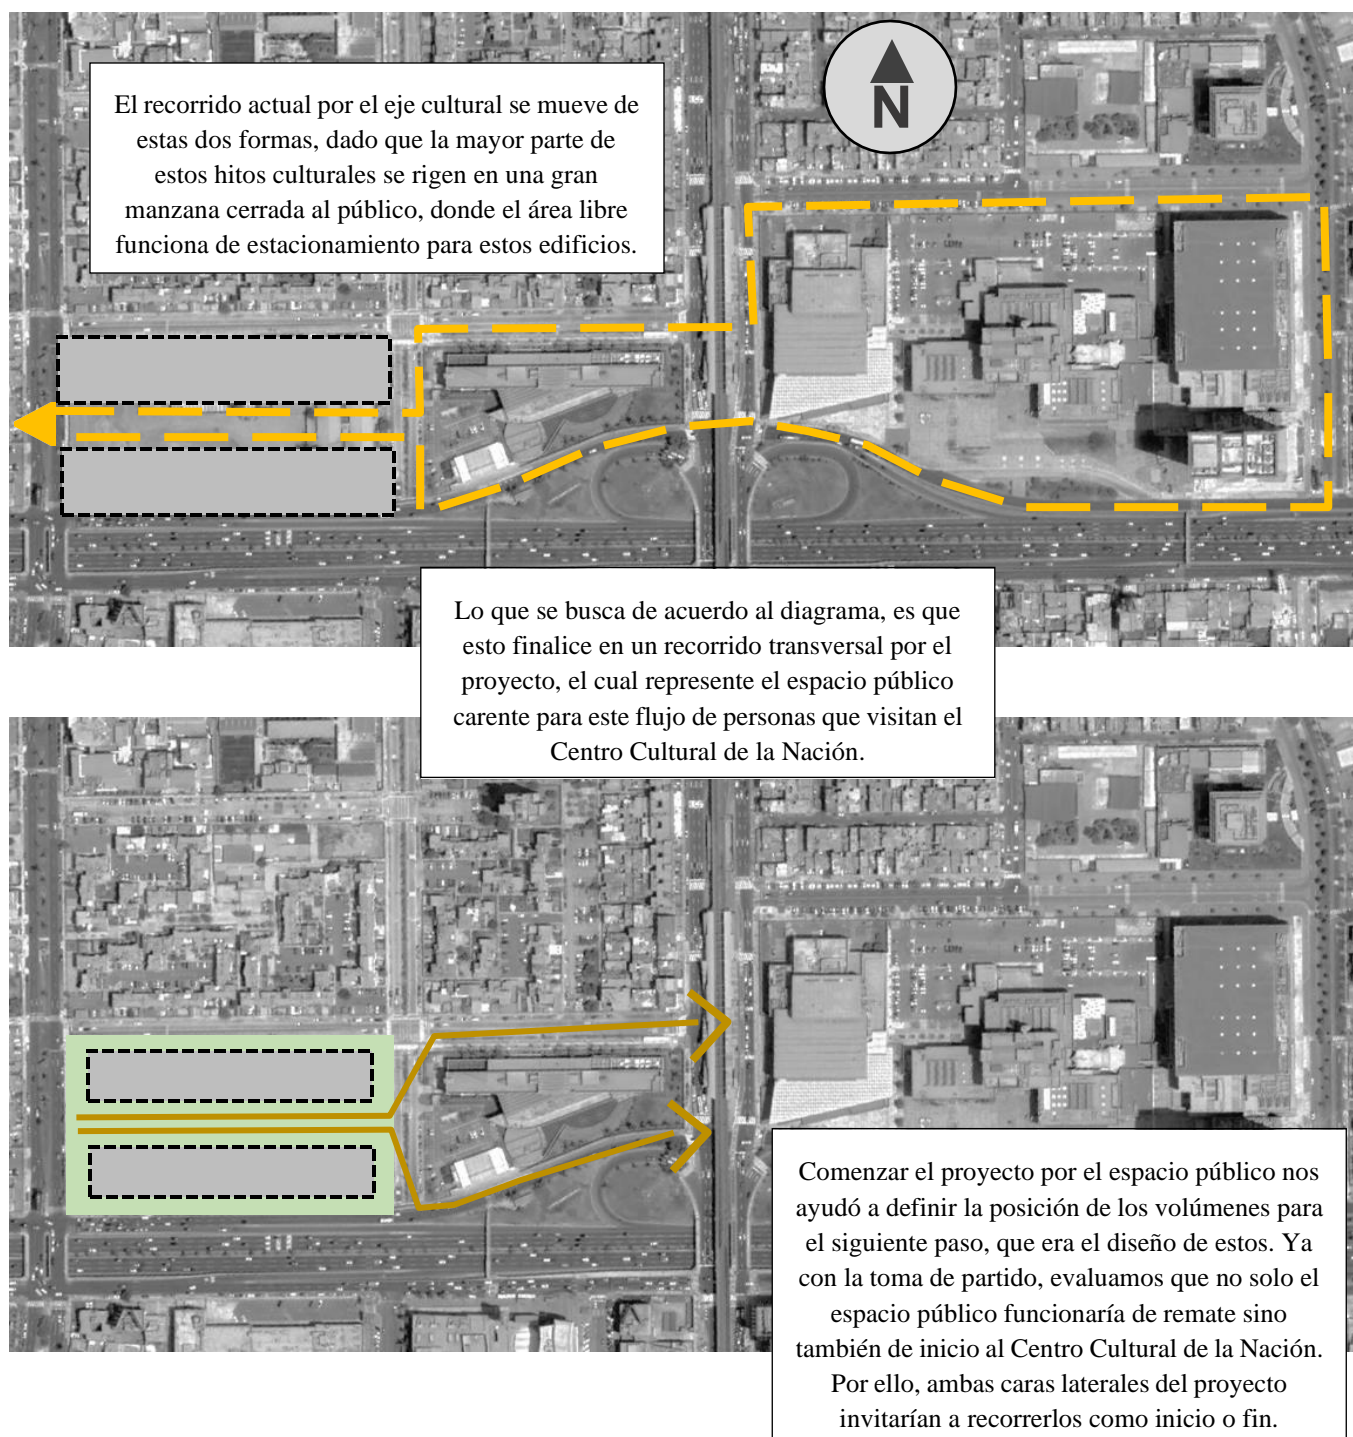 El recorrido actual por el eje cultural se mueve de
estas dos formas, dado que la mayor parte de
estos hitos culturales se rigen en una gran
manzana cerrada al público, donde el área libre
funciona de estacionamiento para estos edificios.
N
Lo que se busca de acuerdo al diagrama, es que
esto finalice en un recorrido transversal por el
proyecto, el cual represente el espacio público
carente para este flujo de personas que visitan el
Centro Cultural de la Nación.
Comenzar el proyecto por el espacio público nos
ayudó a definir la posición de los volúmenes para
el siguiente paso, que era el diseño de estos. Ya
con la toma de partido, evaluamos que no solo el
espacio público funcionaría de remate sino
también de inicio al Centro Cultural de la Nación.
Por ello, ambas caras laterales del proyecto
invitarían a recorrerlos como inicio o fin.